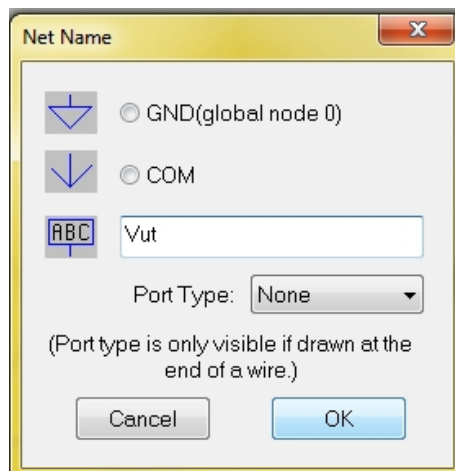 Net Name
GND(global node 0)
COM
ABC
Vut
Port Type: None
(Port type is only visible if drawn at the
end of a wire.)
Cancel OK